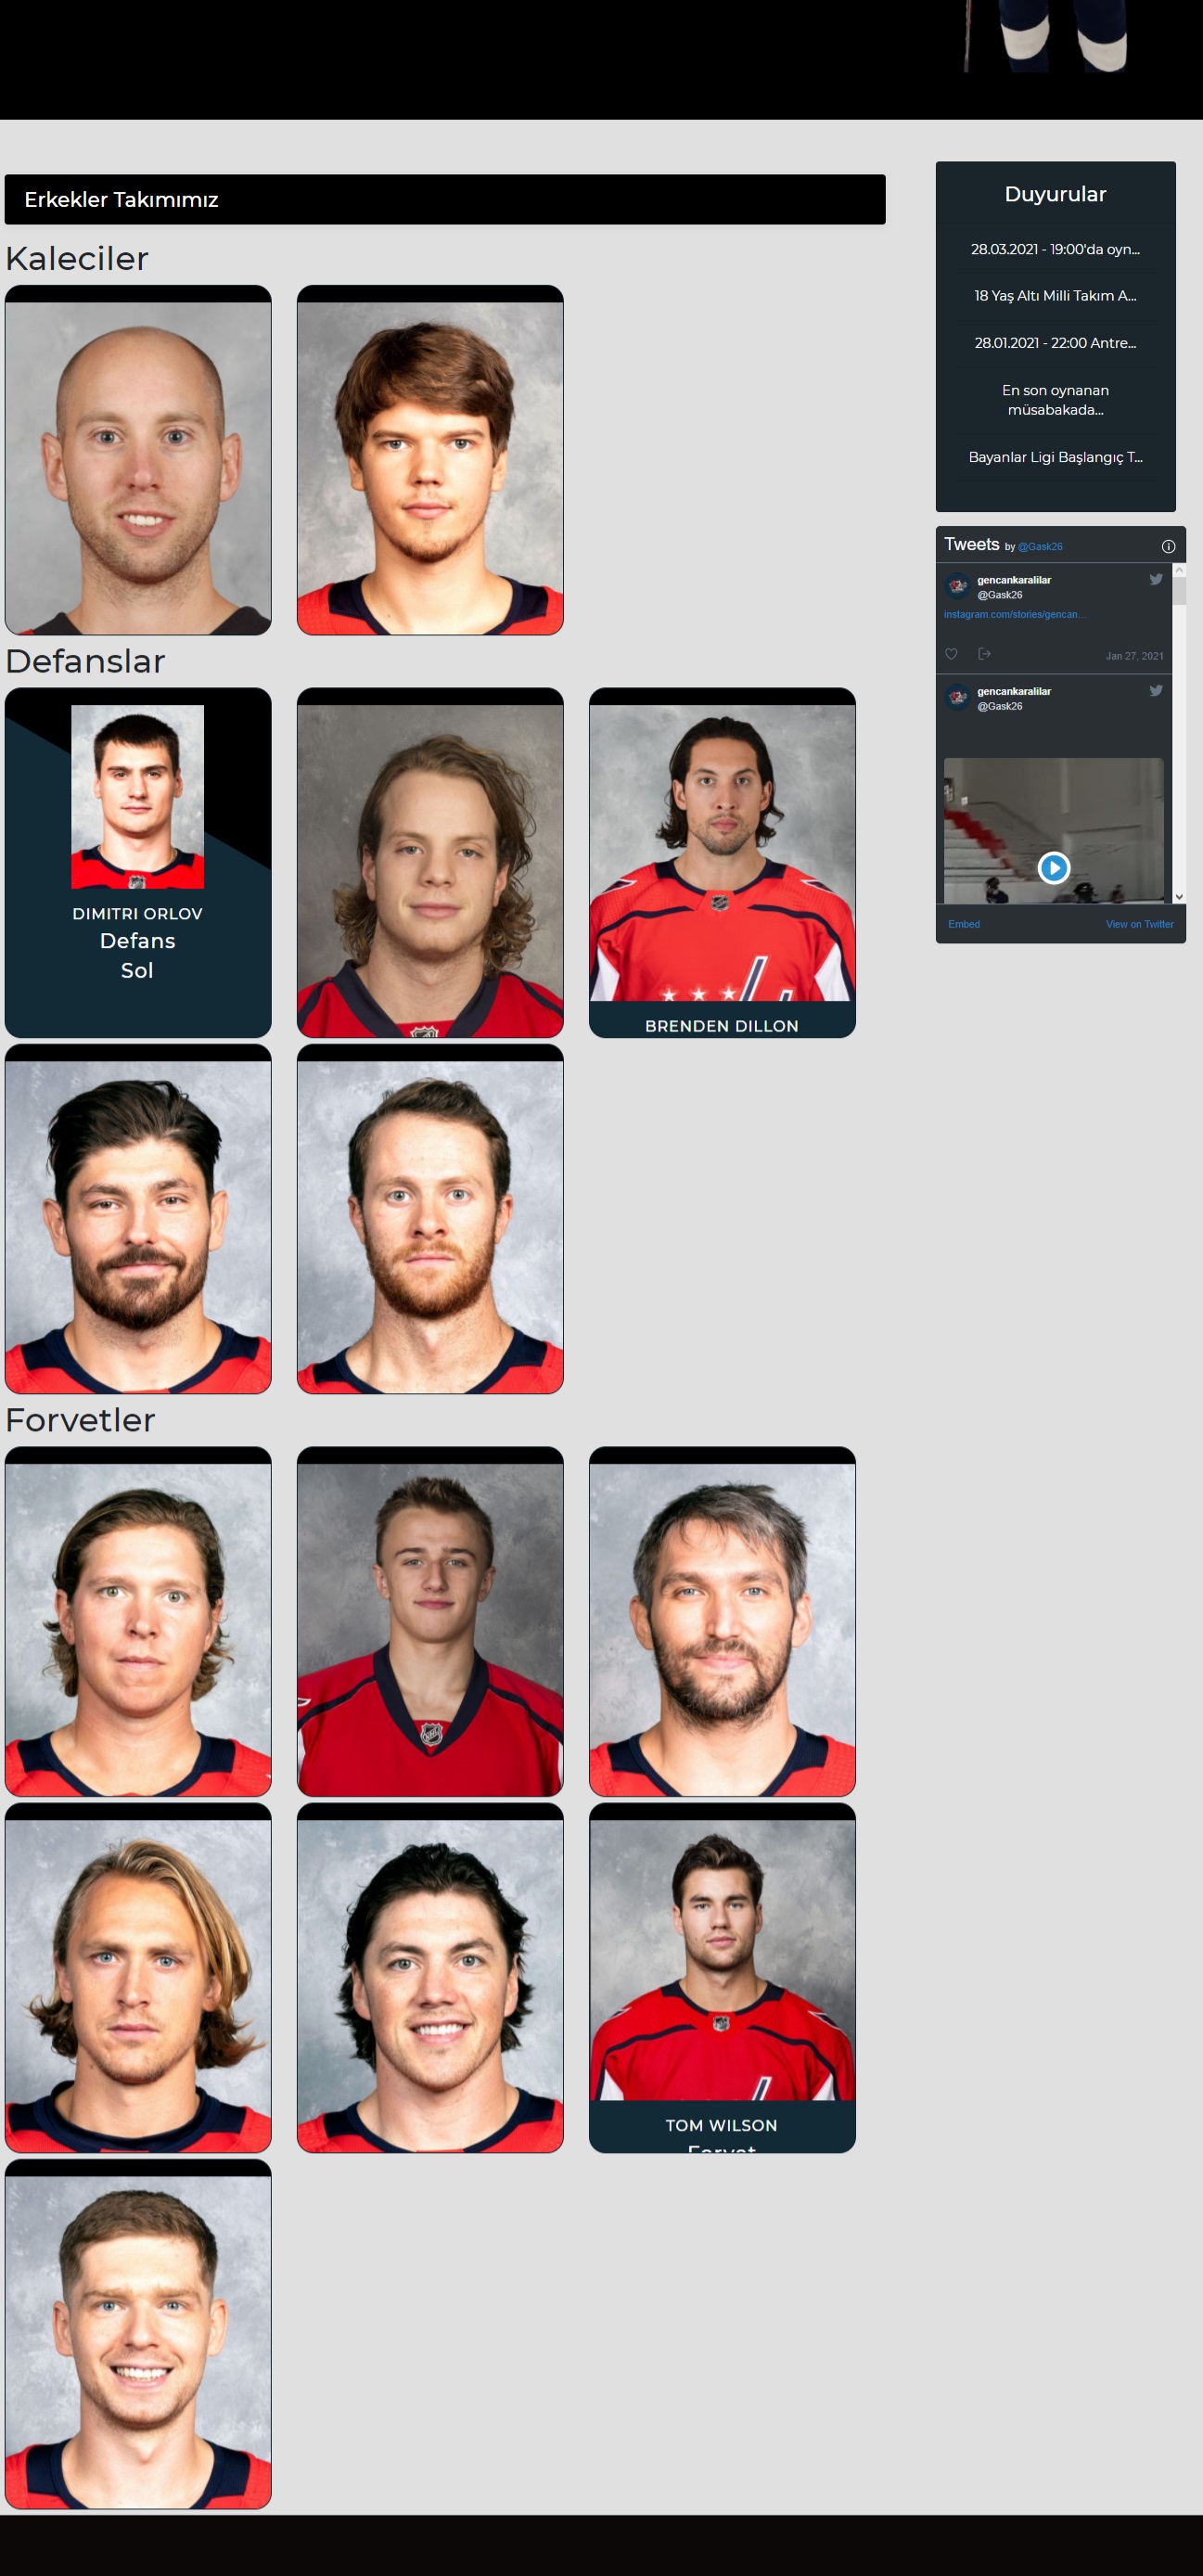 Erkekler Takımımız
Kaleciler
Defanslar
DIMITRI ORLOV
Defans
Sol
BRENDEN DILLON
Forvetler
TOM WILSON
Forvet
Duyurular
28.03.2021 - 19:00'da oyn...
18 Yaş Altı Milli Takım A...
28.01.2021 - 22:00 Antre...
En son oynanan
müsabakada...
Bayanlar Ligi Başlangıç T...
Tweets by @Gask26
gencankaralilar
@Gask26
instagram.com/stories/gencan...
Jan 27, 2021
gencankaralilar
@Gask26
Embed
View on Twitter